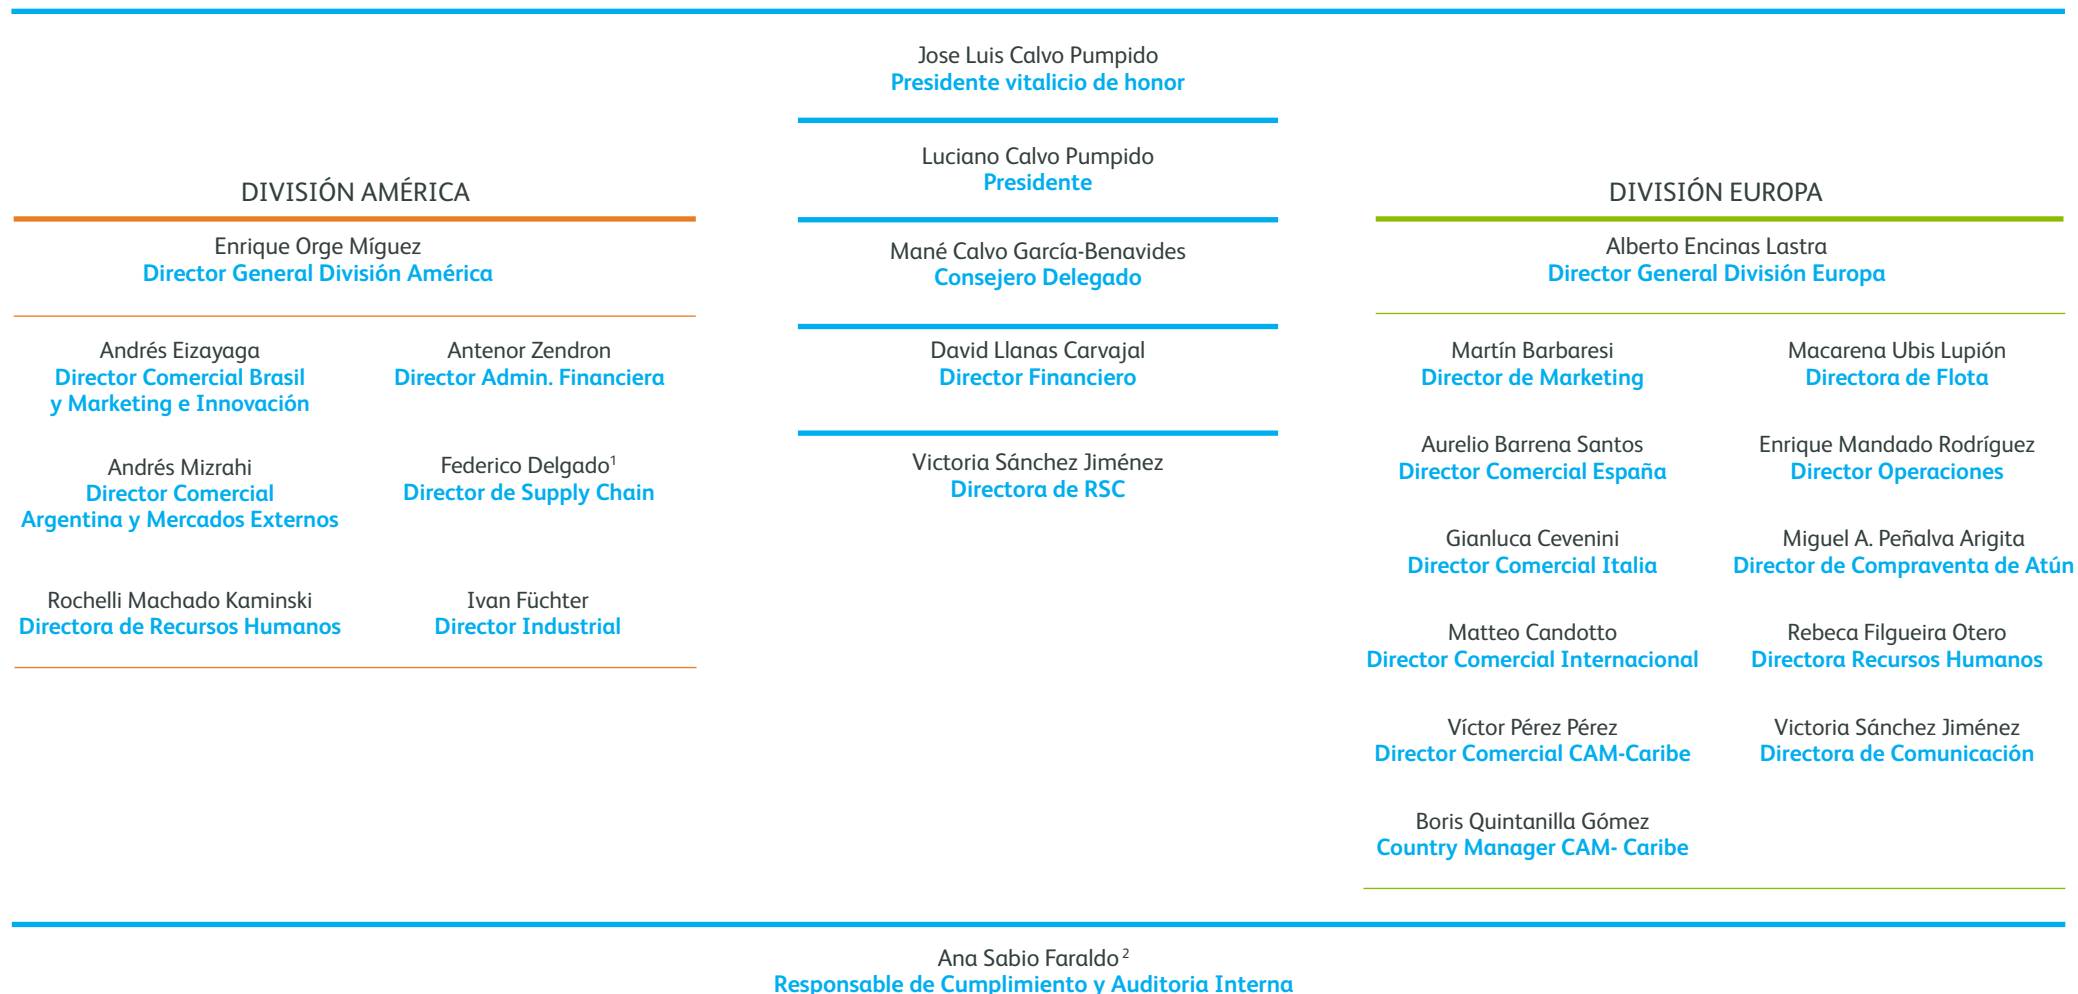 Jose Luis Calvo Pumpido
Presidente vitalicio de honor
Luciano Calvo Pumpido
Presidente
Mané Calvo García-Benavides
Consejero Delegado
David Llanas Carvajal
Director Financiero
Victoria Sánchez Jiménez
Directora de RSC
DIVISIÓN AMÉRICA
Enrique Orge Míguez
Director General División América
Andrés Eizayaga
Director Comercial Brasil
y Marketing e Innovación
Antenor Zendron
Director Admin. Financiera
Andrés Mizrahi
Director Comercial
Argentina y Mercados Externos
Federico Delgado¹
Director de Supply Chain
Rochelli Machado Kaminski
Directora de Recursos Humanos
Ivan Füchter
Director Industrial
DIVISIÓN EUROPA
Alberto Encinas Lastra
Director General División Europa
Martín Barbaresi
Director de Marketing
Macarena Ubis Lupión
Directora de Flota
Aurelio Barrena Santos
Director Comercial España
Enrique Mandado Rodríguez
Director Operaciones
Gianluca Cevenini
Director Comercial Italia
Miguel A. Peñalva Arigita
Director de Compraventa de Atún
Matteo Candotto
Director Comercial Internacional
Rebeca Filgueira Otero
Directora Recursos Humanos
Víctor Pérez Pérez
Director Comercial CAM-Caribe
Victoria Sánchez Jiménez
Directora de Comunicación
Boris Quintanilla Gómez
Country Manager CAM- Caribe
Ana Sabio Faraldo ²
Responsable de Cumplimiento y Auditoria Interna